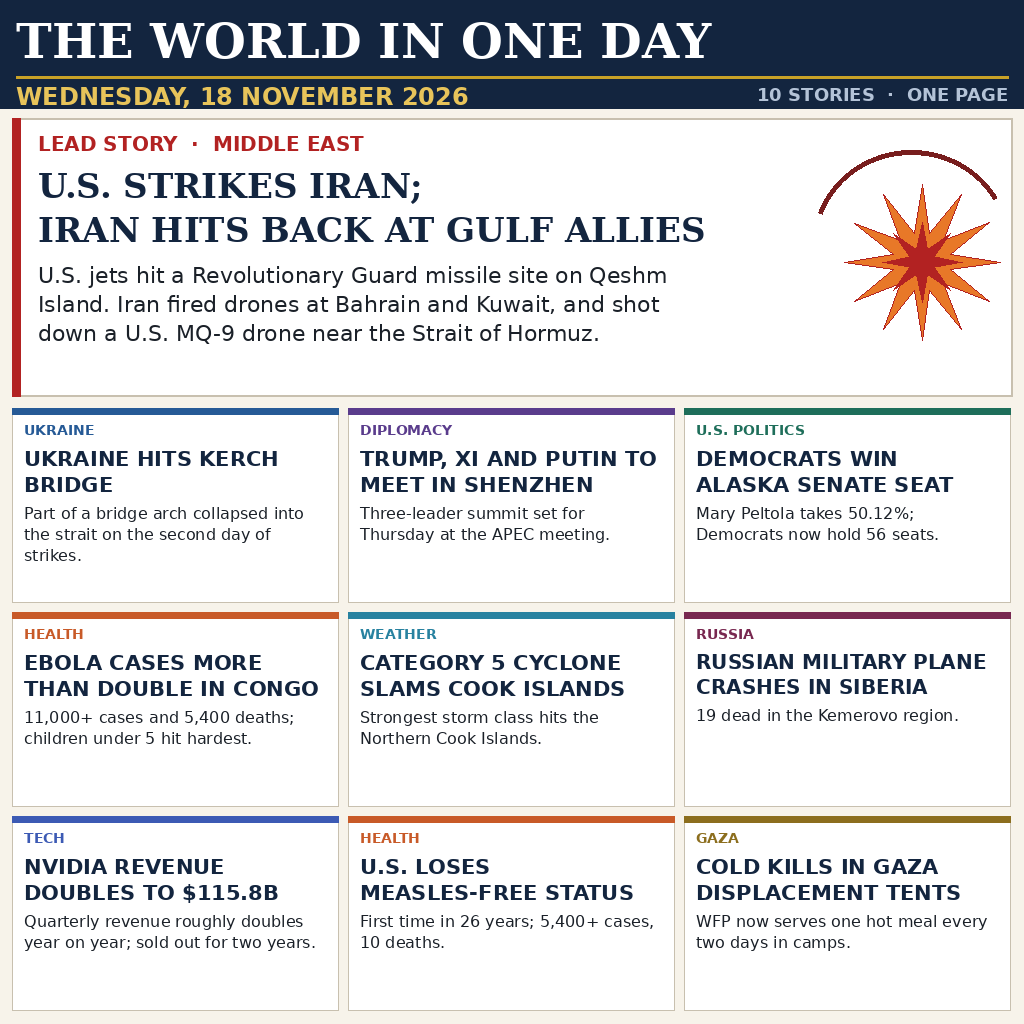 THE WORLD IN ONE DAY
WEDNESDAY, 18 NOVEMBER 2026
10 STORIES · ONE PAGE
LEAD STORY · MIDDLE EAST
U.S. STRIKES IRAN;
IRAN HITS BACK AT GULF ALLIES
U.S. jets hit a Revolutionary Guard missile site on Qeshm
Island. Iran fired drones at Bahrain and Kuwait, and shot
down a U.S. MQ-9 drone near the Strait of Hormuz.
UKRAINE
UKRAINE HITS KERCH
BRIDGE
Part of a bridge arch collapsed into
the strait on the second day of
strikes.
DIPLOMACY
TRUMP, XI AND PUTIN TO
MEET IN SHENZHEN
Three-leader summit set for
Thursday at the APEC meeting.
U.S. POLITICS
DEMOCRATS WIN
ALASKA SENATE SEAT
Mary Peltola takes 50.12%;
Democrats now hold 56 seats.
HEALTH
EBOLA CASES MORE
THAN DOUBLE IN CONGO
11,000+ cases and 5,400 deaths;
children under 5 hit hardest.
WEATHER
CATEGORY 5 CYCLONE
SLAMS COOK ISLANDS
Strongest storm class hits the
Northern Cook Islands.
RUSSIA
RUSSIAN MILITARY PLANE
CRASHES IN SIBERIA
19 dead in the Kemerovo region.
TECH
NVIDIA REVENUE
DOUBLES TO $115.8B
Quarterly revenue roughly doubles
year on year; sold out for two years.
HEALTH
U.S. LOSES
MEASLES-FREE STATUS
First time in 26 years; 5,400+ cases,
10 deaths.
GAZA
COLD KILLS IN GAZA
DISPLACEMENT TENTS
WFP now serves one hot meal every
two days in camps.